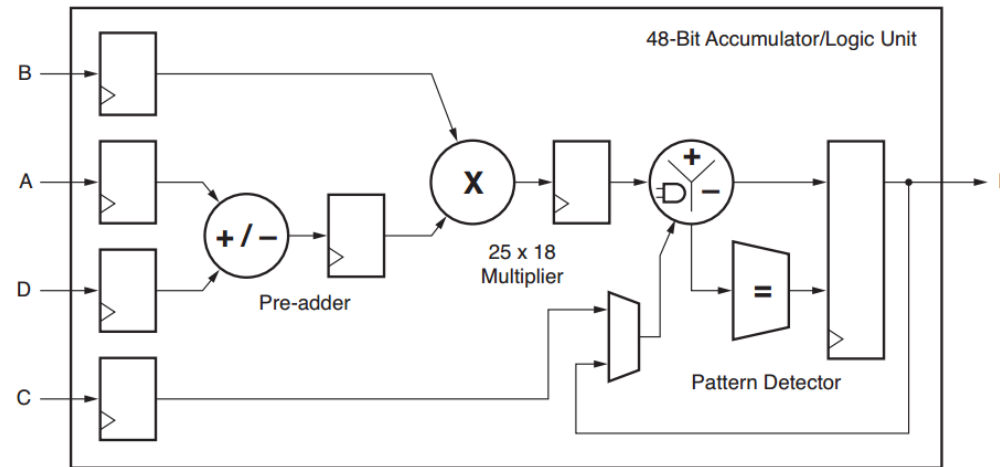 48-Bit Accumulator/Logic Unit
B
A
+ / −
D
Pre-adder
X
25 x 18
Multiplier
+
−
=
Pattern Detector
C